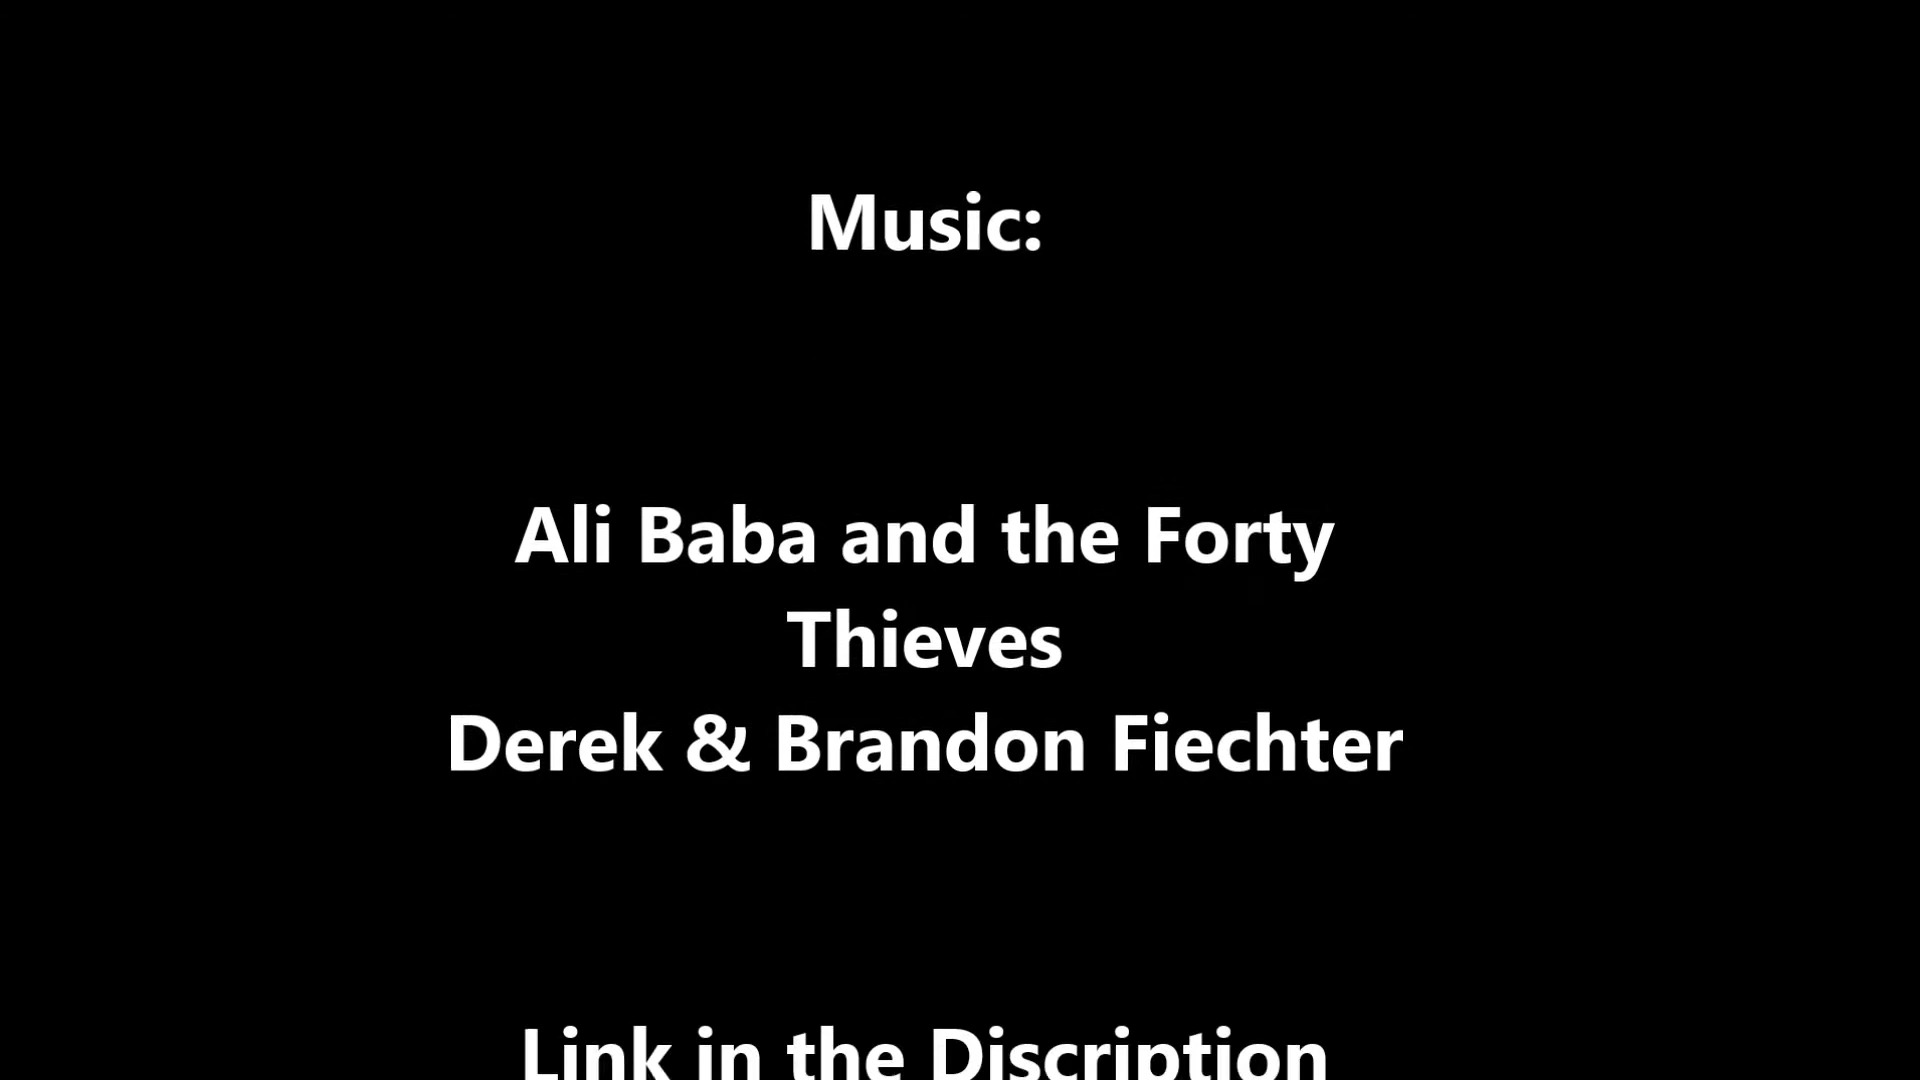 Music:
Ali Baba and the Forty
Thieves
Derek & Brandon Fiechter
Link in the Discription